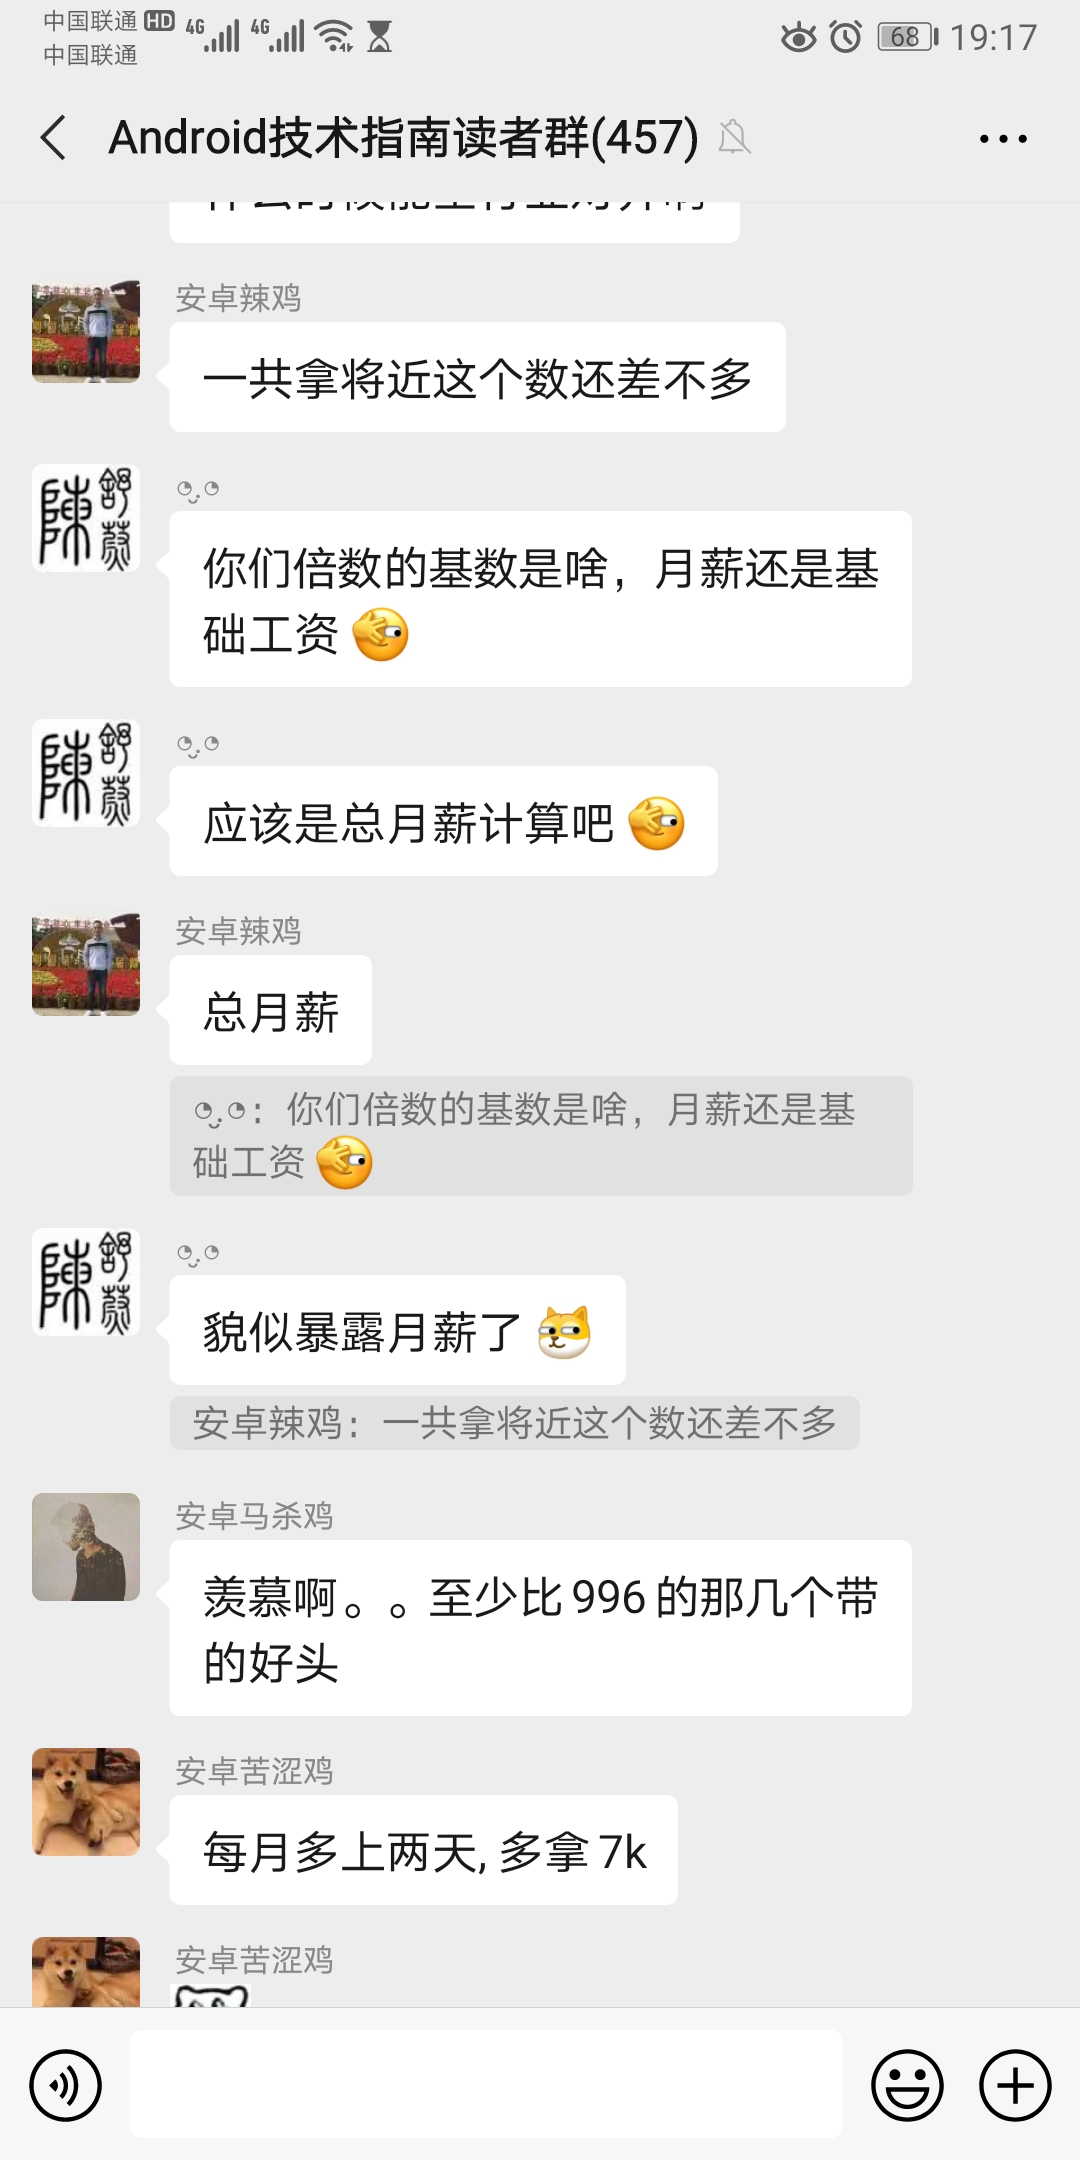 中国联通 HD 4G 4G 68 19:17
中国联通
Android技术指南读者群(457)
安卓辣鸡
一共拿将近这个数还差不多
你们倍数的基数是啥，月薪还是基
础工资
应该是总月薪计算吧
安卓辣鸡
总月薪
你们倍数的基数是啥，月薪还是基
础工资
貌似暴露月薪了
安卓辣鸡：一共拿将近这个数还差不多
安卓马杀鸡
羡慕啊。。至少比996的那几个带
的好头
安卓苦涩鸡
每月多上两天, 多拿7k
安卓苦涩鸡